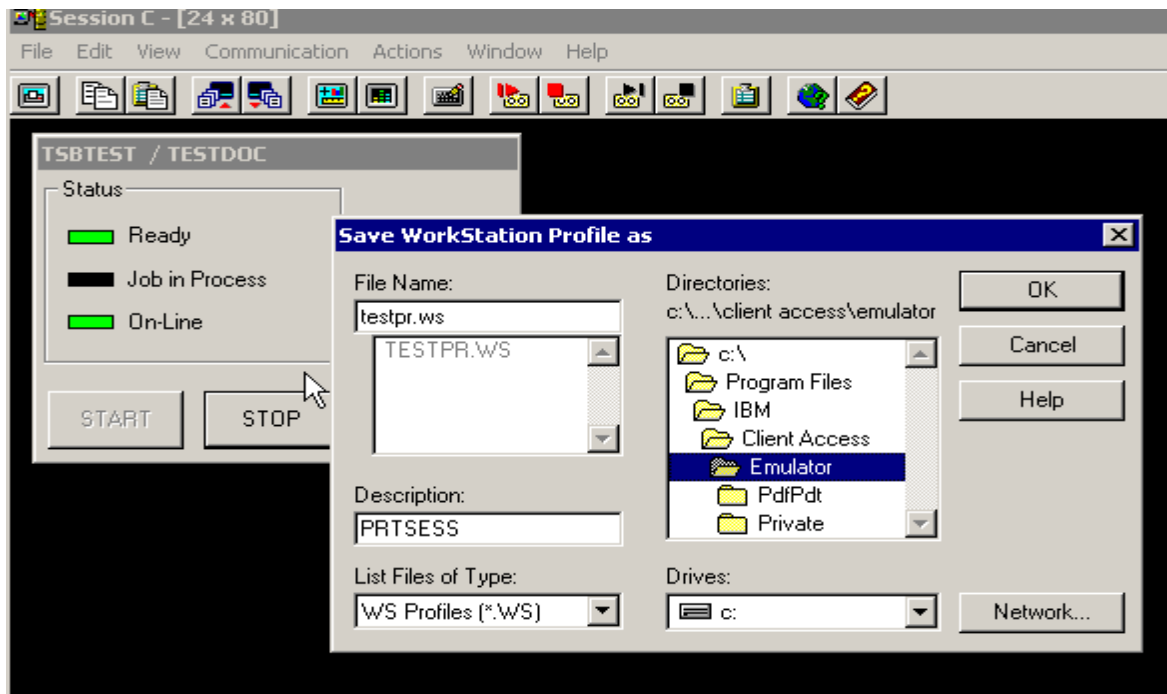 Session C - [24 x 80]
File Edit View Communication Actions Window Help
TSBTEST / TESTDOC
Status
Ready
Job in Process
On-Line
START STOP
Save WorkStation Profile as
File Name:
testpr.ws
TESTPR.WS
Description:
PRTSESS
List Files of Type:
WS Profiles (*.WS)
Directories:
c:\...\client access\emulator
c:\
Program Files
IBM
Client Access
Emulator
PdfPdt
Private
Drives:
c:
OK
Cancel
Help
Network...